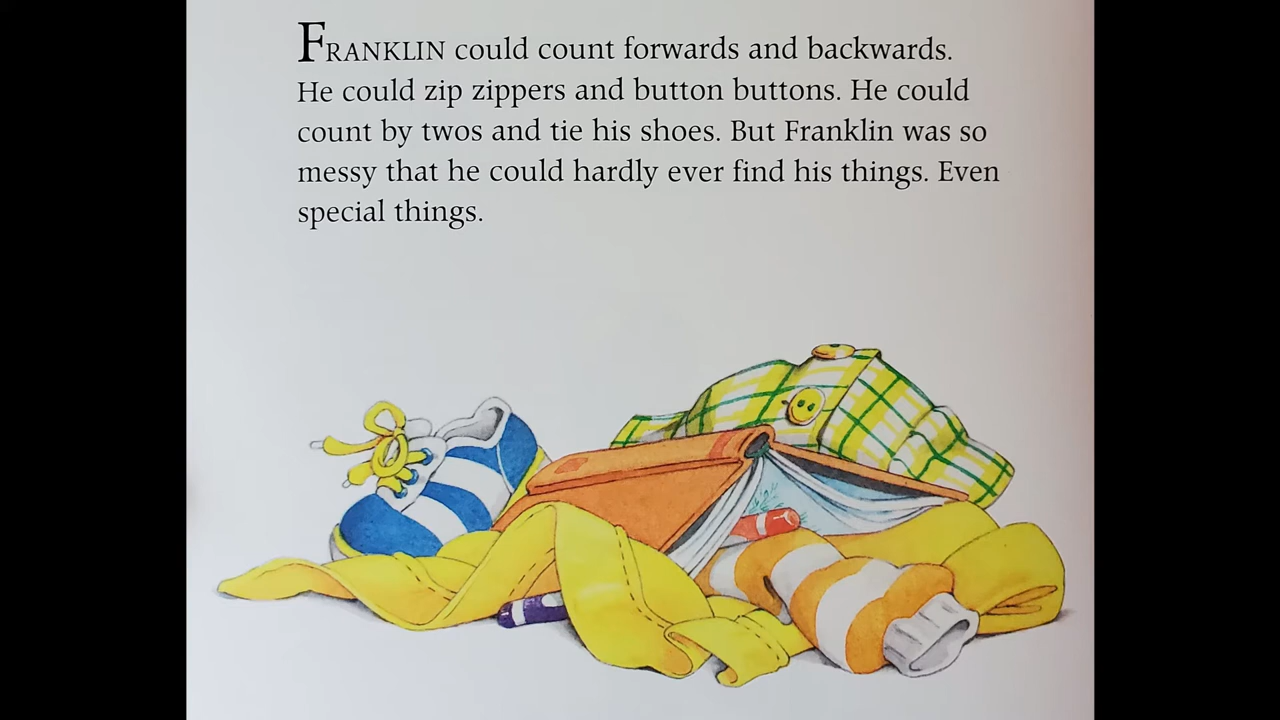 FRANKLIN could count forwards and backwards.
He could zip zippers and button buttons. He could
count by twos and tie his shoes. But Franklin was so
messy that he could hardly ever find his things. Even
special things.